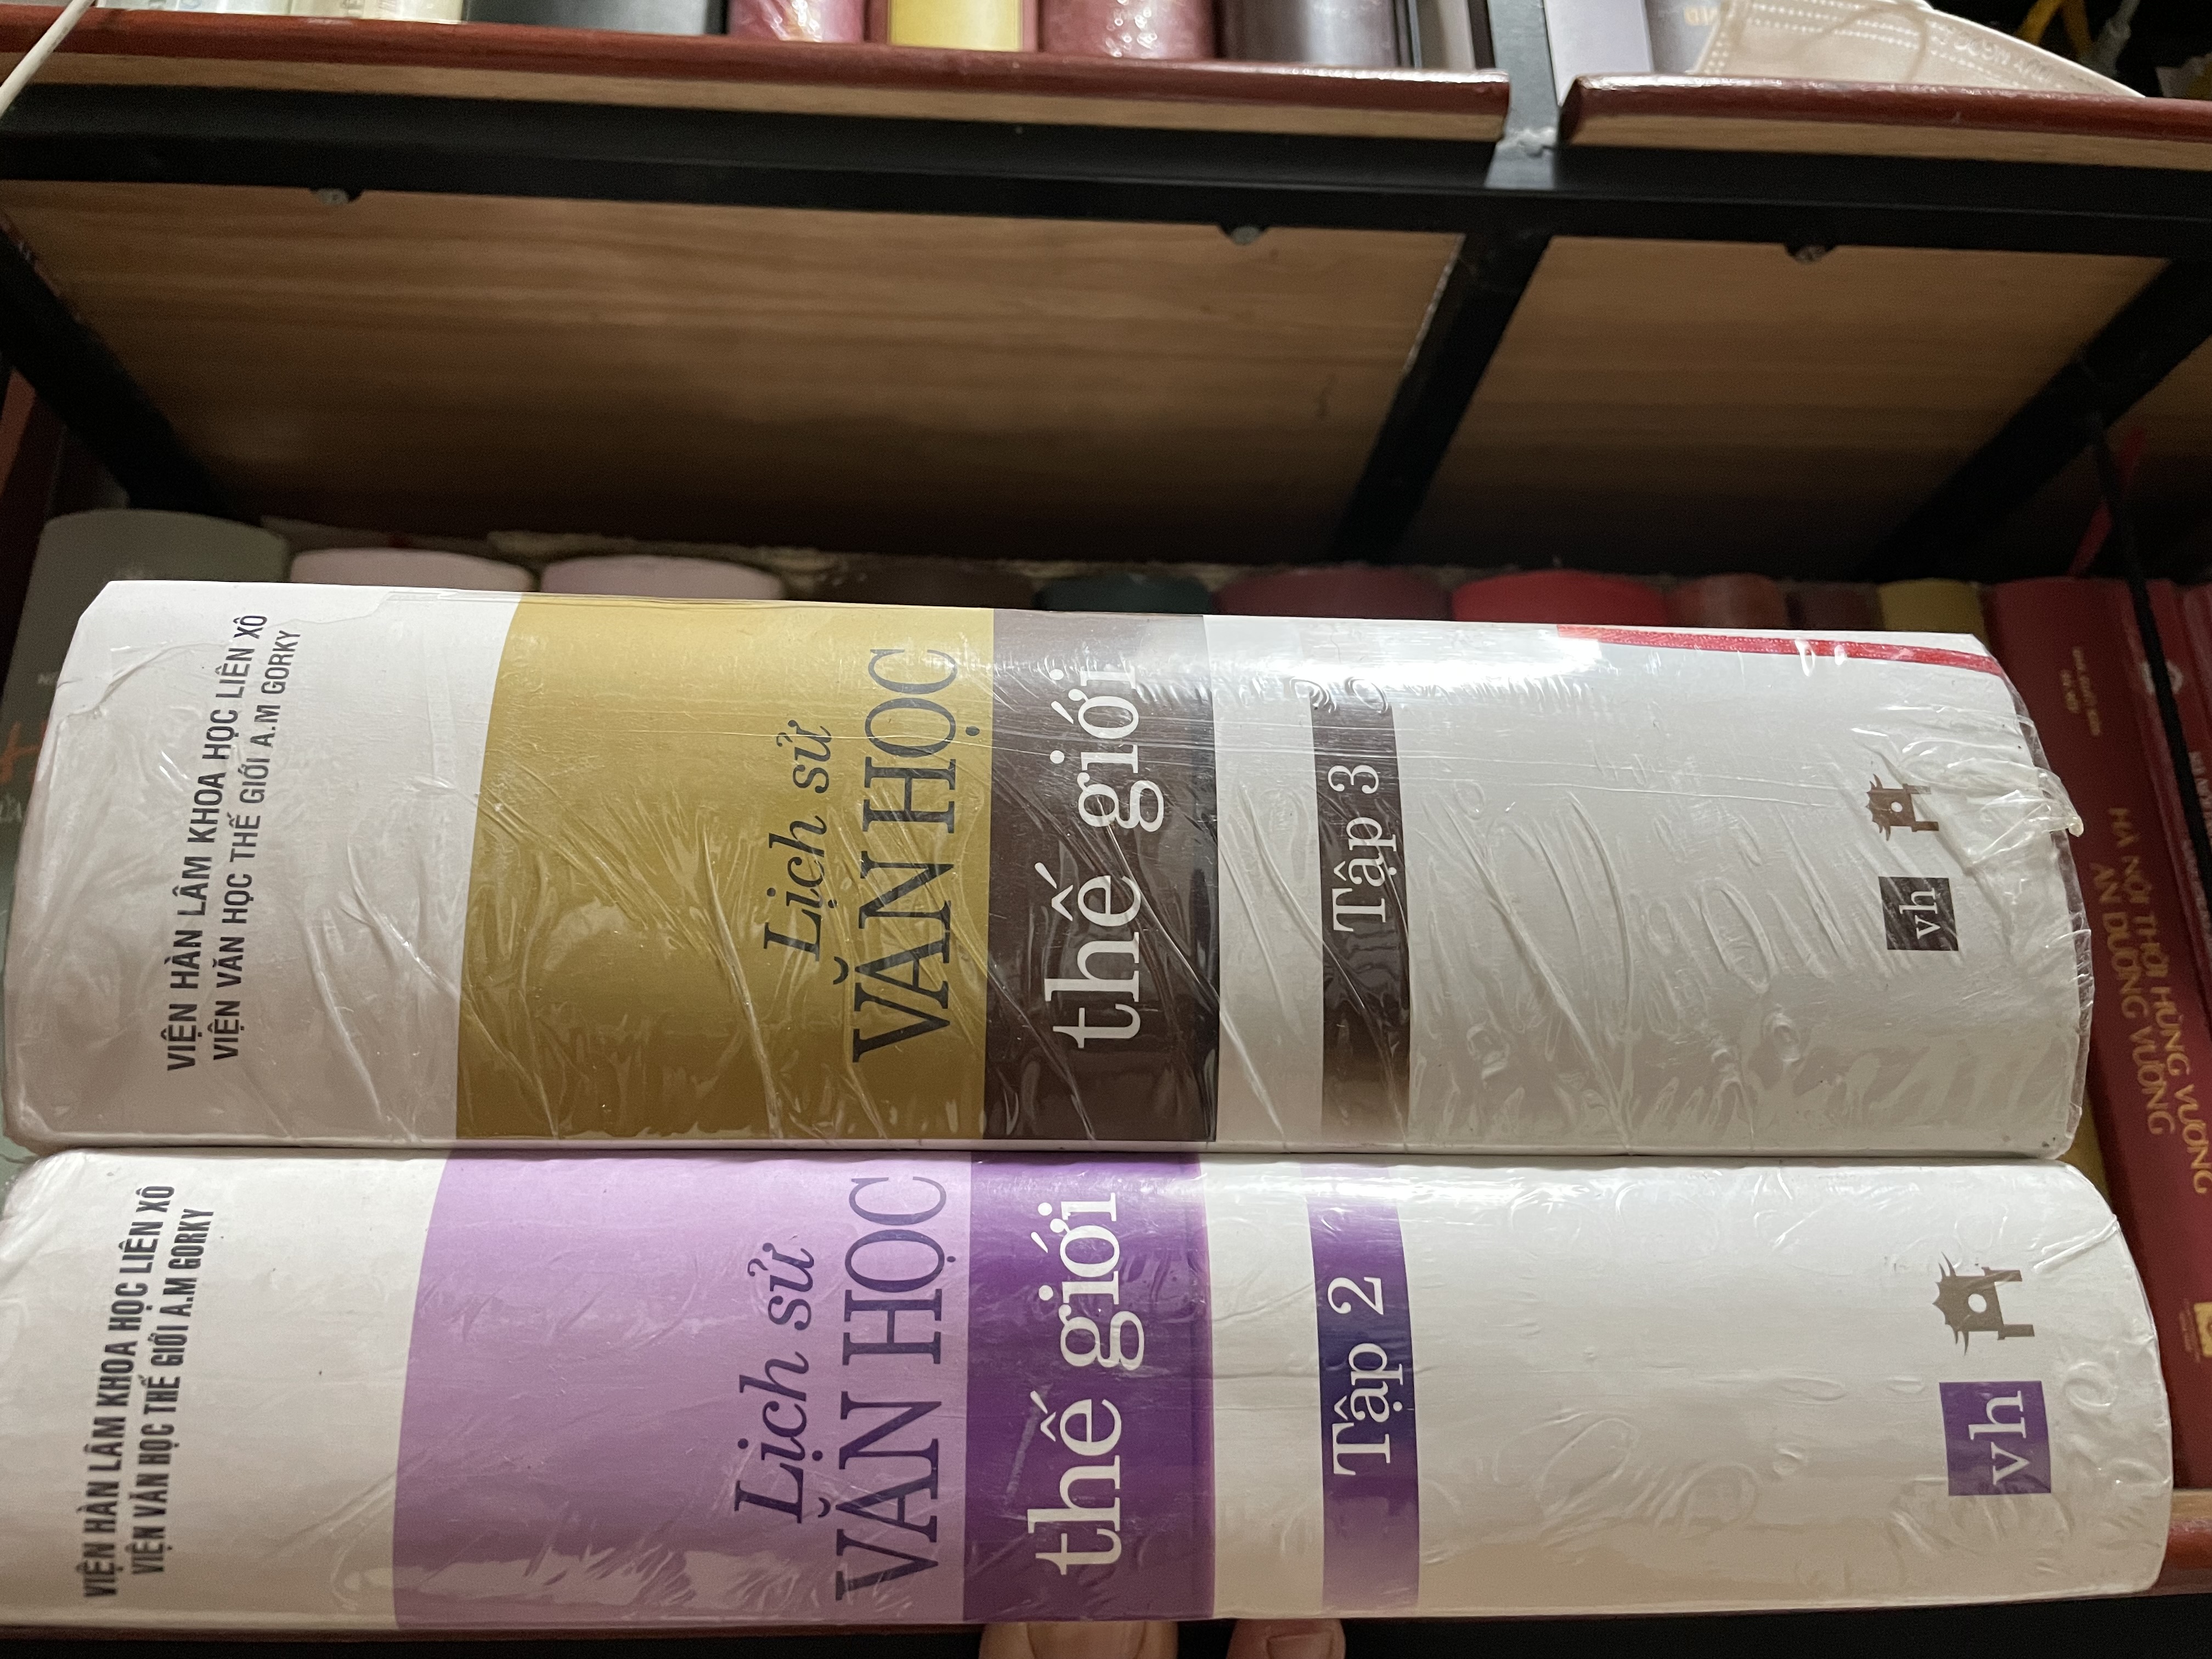 VIỆN HÀN LÂM KHOA HỌC LIÊN XÔ
VIỆN VĂN HỌC THẾ GIỚI A.M GORKY
Lịch sử
VĂN HỌC
thế giới
Tập 3
vh
VIỆN HÀN LÂM KHOA HỌC LIÊN XÔ
VIỆN VĂN HỌC THẾ GIỚI A.M GORKY
Lịch sử
VĂN HỌC
thế giới
Tập 2
vh
HÀ NỘI THỜI HÙNG VƯƠNG
AN DƯƠNG VƯƠNG